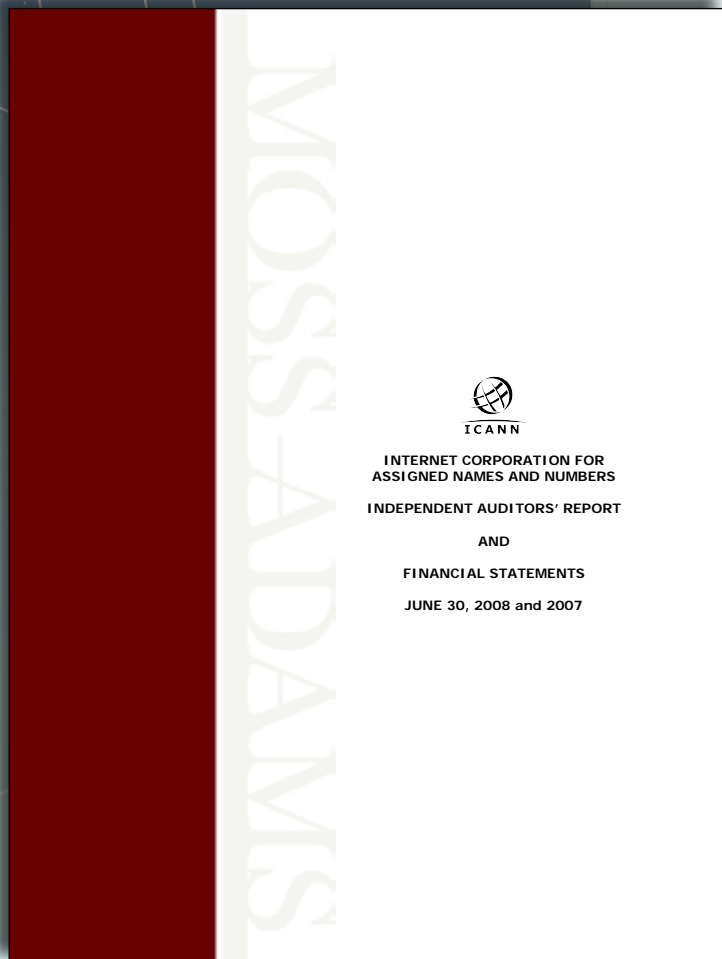 MOSS ADAMS
ICANN
INTERNET CORPORATION FOR
ASSIGNED NAMES AND NUMBERS
INDEPENDENT AUDITORS' REPORT
AND
FINANCIAL STATEMENTS
JUNE 30, 2008 and 2007